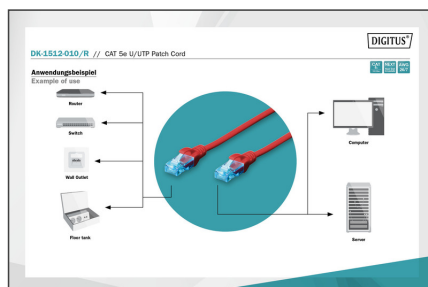 DIGITUS®
DK-1512-010/R // CAT 5e U/UTP Patch Cord
Anwendungsbeispiel
Example of use
Router
Switch
Wall Outlet
Floor tank
Computer
Server